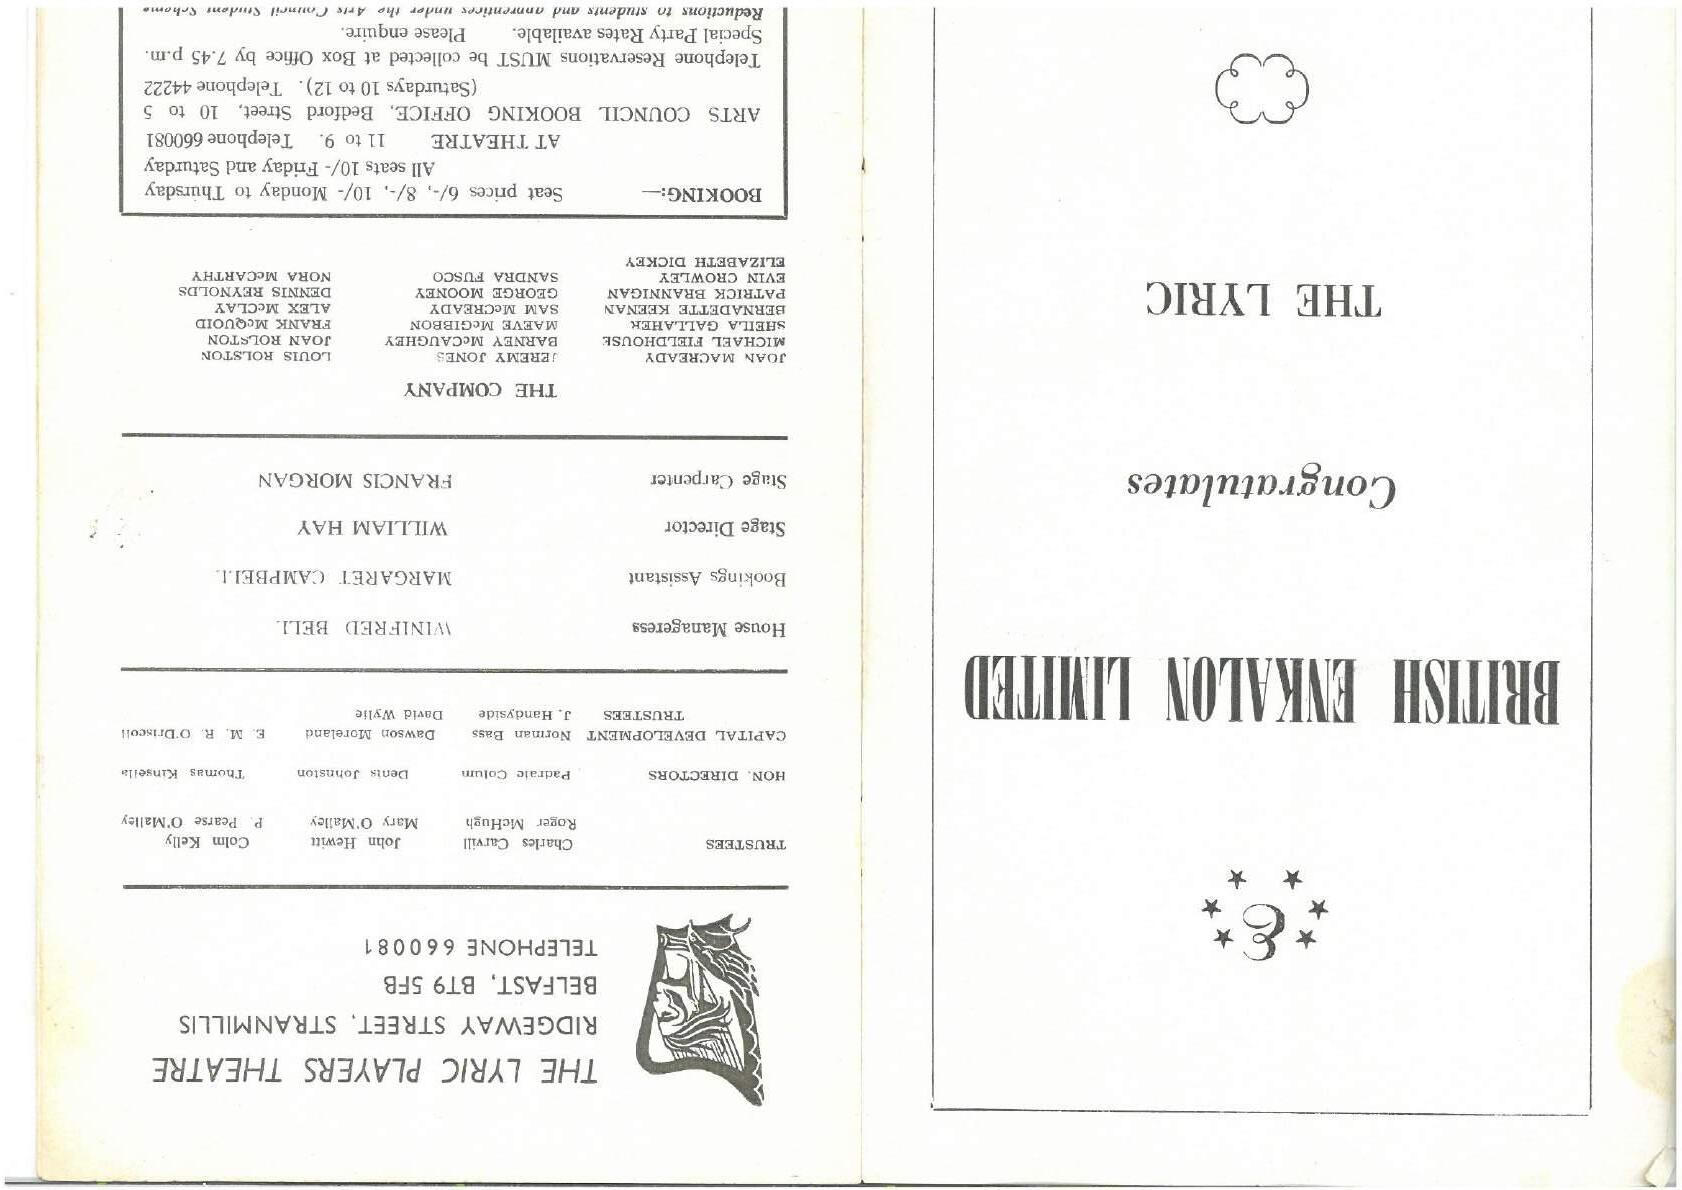 BRITISH ENKALON LIMITED
Congratulates
THE LYRIC
THE LYRIC PLAYERS THEATRE
RIDGEWAY STREET, STRANMILLIS
BELFAST, BT9 5FB
TELEPHONE 660081
TRUSTEES Charles Carvill John Hewitt Colm Kelly
Roger McHugh Mary O'Malley P. Pearse O'Malley
HON. DIRECTORS Padraic Colum Denis Johnston Thomas Kinsella
CAPITAL DEVELOPMENT Norman Bass Dawson Moreland E. M. R. O'Driscoll
TRUSTEES J. Handyside David Wylie
House Manageress WINIFRED BELL
Bookings Assistant MARGARET CAMPBELL
Stage Director WILLIAM HAY
Stage Carpenter FRANCIS MORGAN
THE COMPANY
JOAN MACREADY JEREMY JONES LOUIS ROLSTON
MICHAEL FIELDHOUSE BARNEY McCAUGHEY JOAN ROLSTON
SHEILA GALLAHER MAEVE McGIBBON FRANK McQUOID
BERNADETTE KEENAN SAM McCREADY ALEX McCLAY
PATRICK BRANNIGAN GEORGE MOONEY DENNIS REYNOLDS
EVIN CROWLEY SANDRA FUSCO NORA McCARTHY
ELIZABETH DICKEY
BOOKING:— Seat prices 6/-, 8/-, 10/- Monday to Thursday
All seats 10/- Friday and Saturday
AT THEATRE 11 to 9. Telephone 660081
ARTS COUNCIL BOOKING OFFICE, Bedford Street, 10 to 5
(Saturdays 10 to 12). Telephone 44222
Telephone Reservations MUST be collected at Box Office by 7.45 p.m.
Special Party Rates available. Please enquire.
Reductions to students and apprentices under the Arts Council Student Scheme